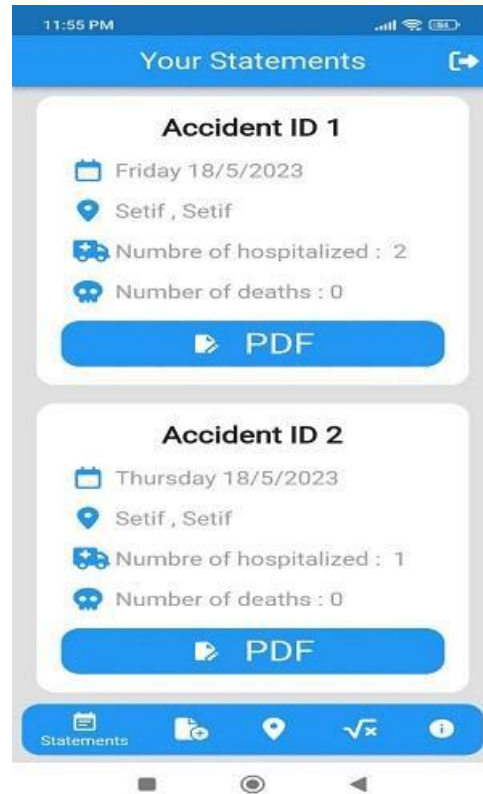 11:55 PM
Your Statements
Accident ID 1
Friday 18/5/2023
Setif , Setif
Numbre of hospitalized : 2
Number of deaths : 0
PDF
Accident ID 2
Thursday 18/5/2023
Setif , Setif
Numbre of hospitalized : 1
Number of deaths : 0
PDF
Statements